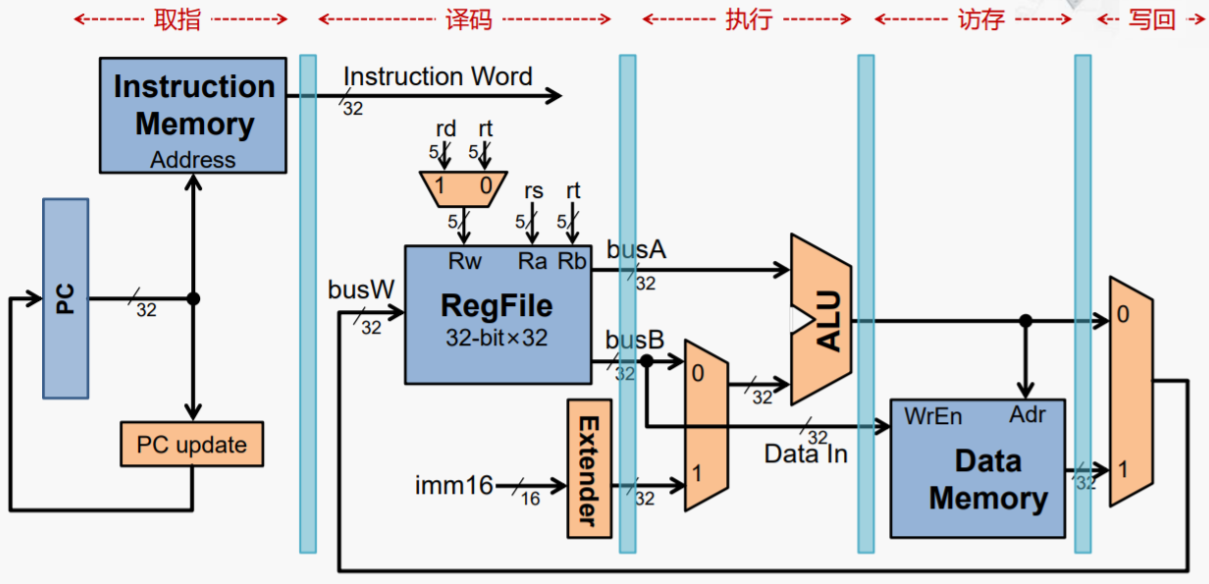 取指
译码
执行
访存
写回
Instruction
Memory
Address
Instruction Word
32
rd
rt
5
5
1
0
rs
rt
5
5
5
PC
32
PC update
busW
32
Rw
Ra
Rb
RegFile
32-bit×32
busA
32
busB
32
imm16
16
Extender
32
0
1
32
ALU
Data In
32
WrEn
Adr
Data
Memory
32
0
1